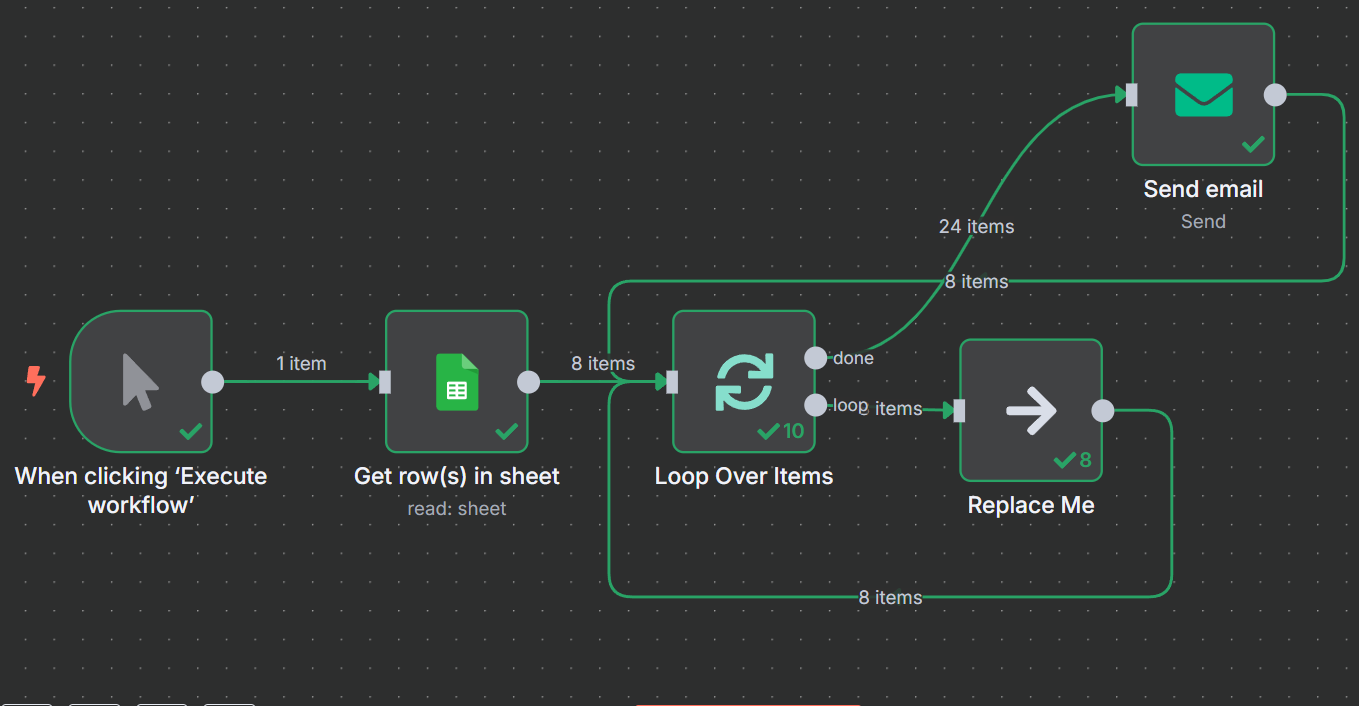 Send email
Send
24 items
8 items
1 item
8 items
done
loop
items
10
8
When clicking ‘Execute
workflow’
Get row(s) in sheet
read: sheet
Loop Over Items
Replace Me
8 items